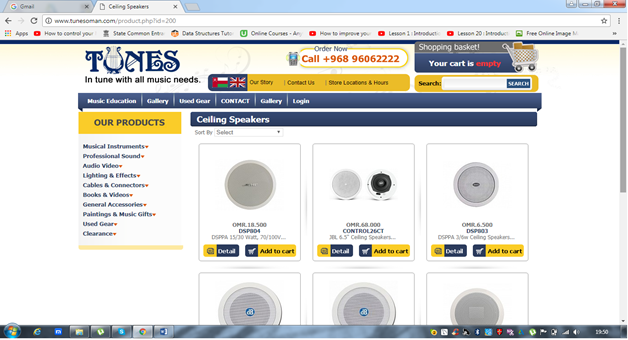 Gmail
Ceiling Speakers
www.tunesoman.com/product.php?id=200
Apps
How to control your
State Common Entra
Data Structures Tutor
Online Courses - Any
How to improve your
Lesson 1 : Introductio
Lesson 20 : Introduct
Free Online Image M
TUNES
In tune with all music needs.
Order Now
Call +968 96062222
Shopping basket!
Your cart is empty
Our Story
| Contact Us
| Store Locations & Hours
Search:
SEARCH
Music Education
Gallery
Used Gear
CONTACT
Gallery
Login
OUR PRODUCTS
Musical Instruments
Professional Sound
Audio Video
Lighting & Effects
Cables & Connectors
Books & Videos
General Accessories
Paintings & Music Gifts
Used Gear
Clearance
Ceiling Speakers
Sort By
Select
OMR.18.500
DSP804
DSPPA 15/30 Watt, 70/100V...
Detail
Add to cart
OMR.68.000
CONTROL26CT
JBL 6.5" Ceiling Speakers...
Detail
Add to cart
OMR.6.500
DSP803
DSPPA 3/6w Ceiling Speakers...
Detail
Add to cart
19:50